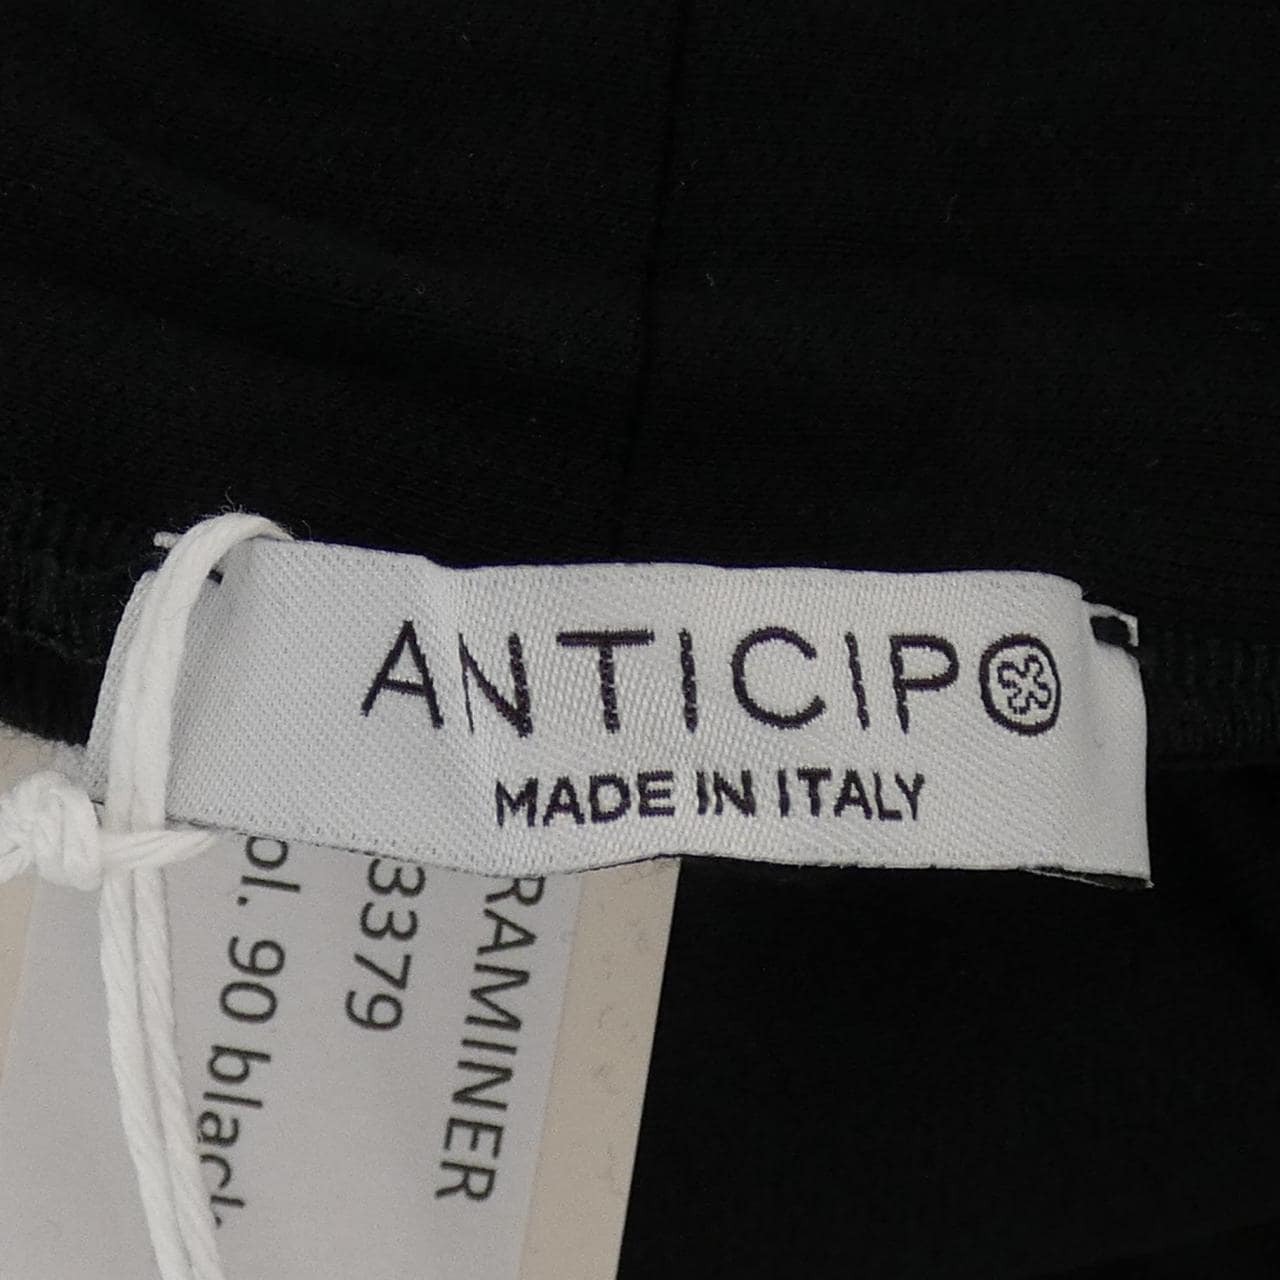 ANTICIPO
MADE IN ITALY
RAMINER
3379
ol. 90 black